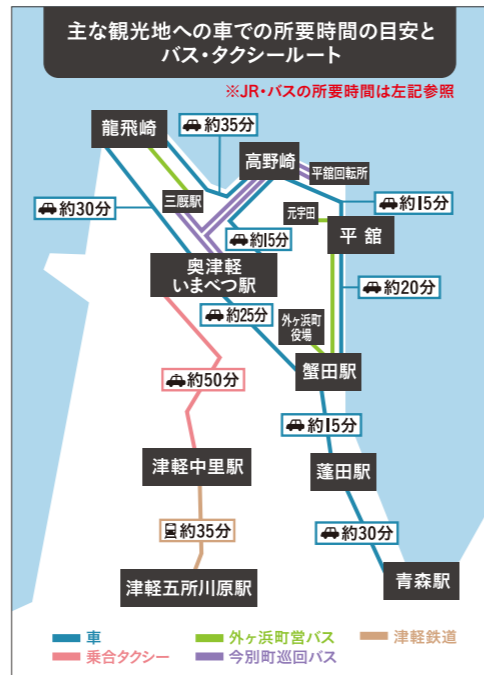 主な観光地への車での所要時間の目安と
バス・タクシールート
※JR・バスの所要時間は左記参照
龍飛崎
約35分
高野崎
平舘回転所
三厩駅
約30分
約15分
元宇田
平舘
約15分
奥津軽
いまべつ駅
約20分
約25分
外ヶ浜町
役場
蟹田駅
約50分
約15分
津軽中里駅
蓬田駅
約35分
約30分
津軽五所川原駅
青森駅
車
外ヶ浜町営バス
津軽鉄道
乗合タクシー
今別町巡回バス